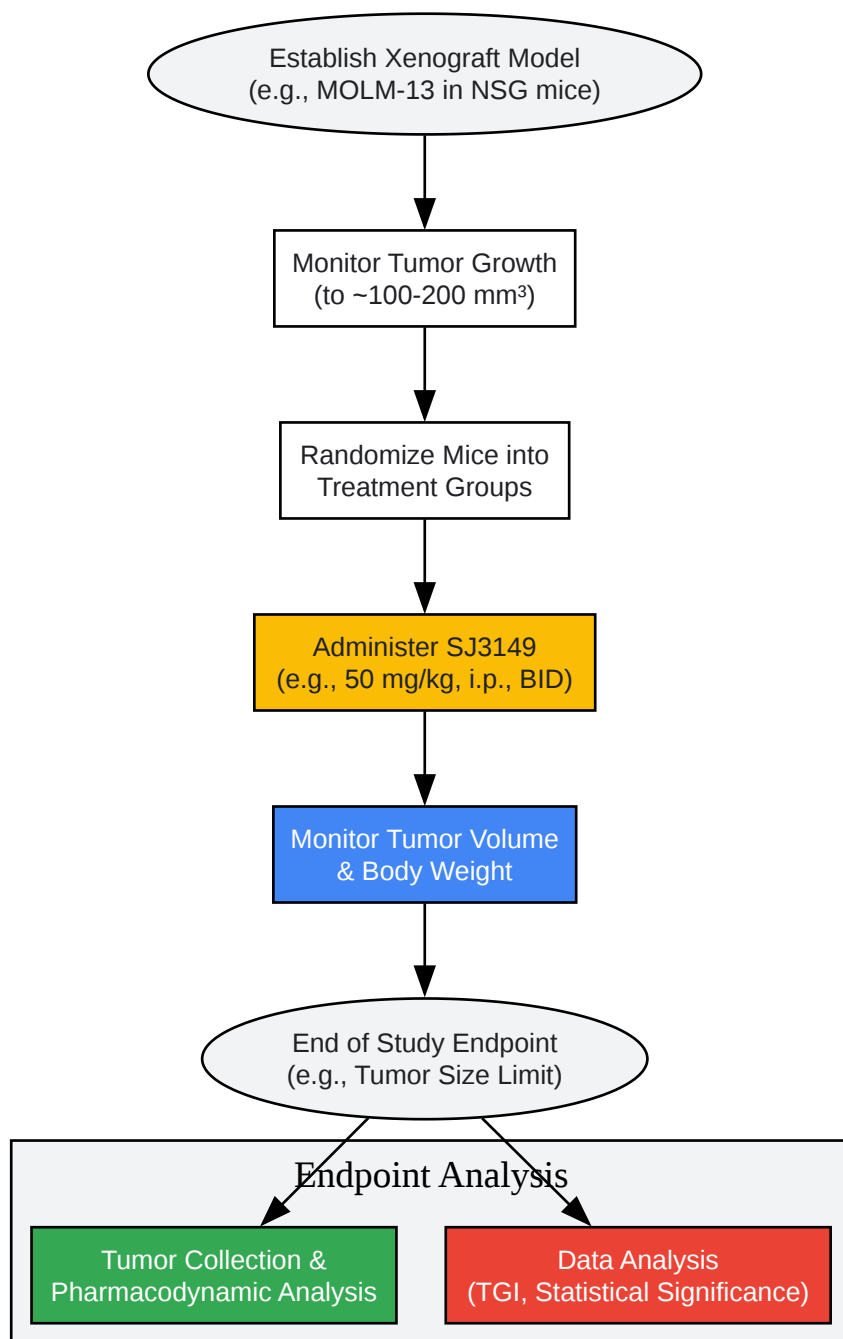 Establish Xenograft Model
(e.g., MOLM-13 in NSG mice)
Monitor Tumor Growth
(to ~100-200 mm³)
Randomize Mice into
Treatment Groups
Administer SJ3149
(e.g., 50 mg/kg, i.p., BID)
Monitor Tumor Volume
& Body Weight
End of Study Endpoint
(e.g., Tumor Size Limit)
Endpoint Analysis
Tumor Collection &
Pharmacodynamic Analysis
Data Analysis
(TGI, Statistical Significance)